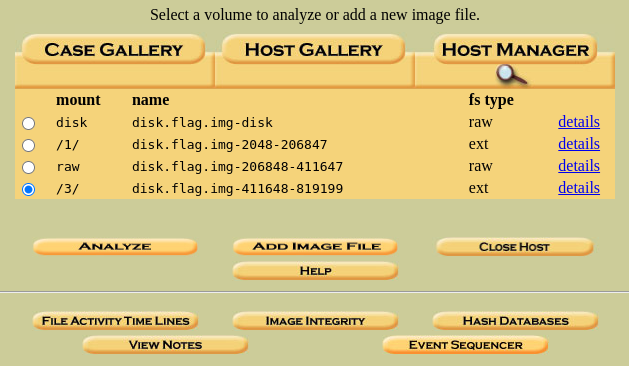 Select a volume to analyze or add a new image file.
CASE GALLERY HOST GALLERY HOST MANAGER
mount name fs type
disk disk.flag.img-disk raw details
/1/ disk.flag.img-2048-206847 ext details
raw disk.flag.img-206848-411647 raw details
/3/ disk.flag.img-411648-819199 ext details
ANALYZE ADD IMAGE FILE CLOSE HOST
HELP
FILE ACTIVITY TIME LINES IMAGE INTEGRITY HASH DATABASES
VIEW NOTES EVENT SEQUENCER